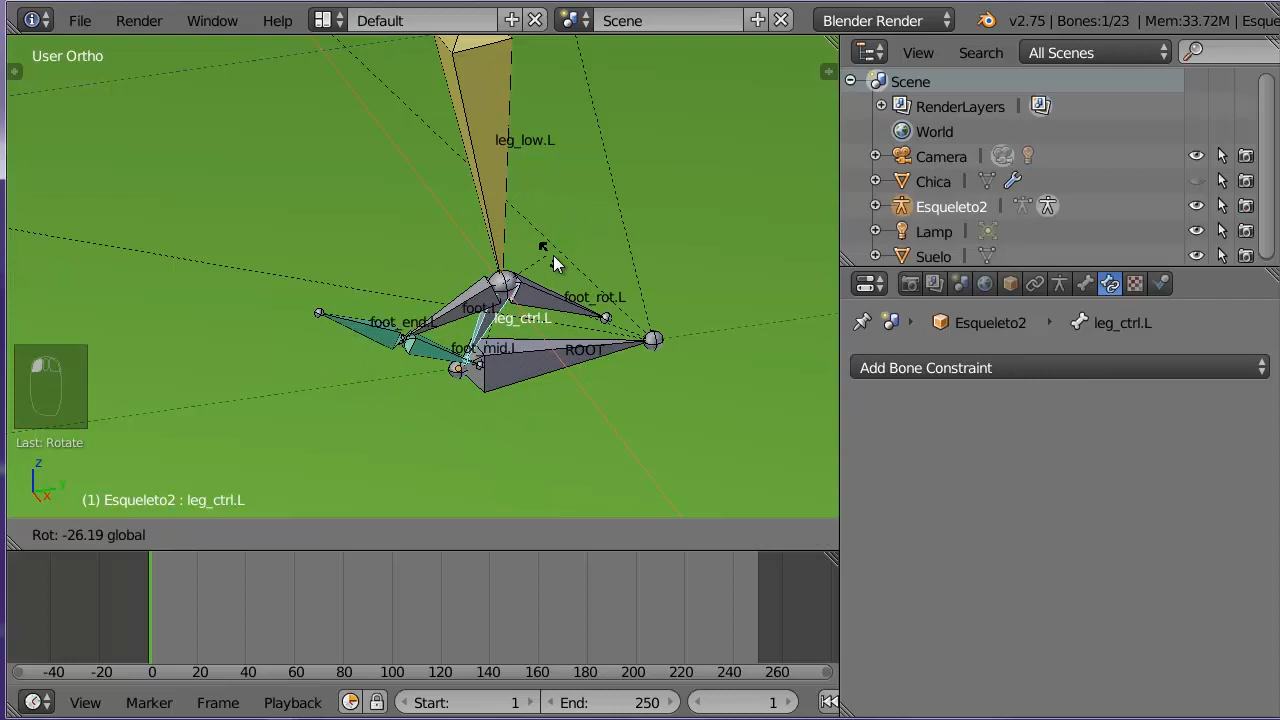 File Render Window Help Default Scene Blender Render v2.75 | Bones:1/23 | Mem:33.72M | Esque
User Ortho
View Search All Scenes
Scene
RenderLayers
World
Camera
Chica
Esqueleto2
Lamp
Suelo
leg_low.L
foot_rot.L
foot.L
leg_ctrl.L
foot_end.L
foot_mid.L
ROOT
Esqueleto2 leg_ctrl.L
Add Bone Constraint
Last: Rotate
z
y
x
(1) Esqueleto2 : leg_ctrl.L
Rot: -26.19 global
-40 -20 0 20 40 60 80 100 120 140 160 180 200 220 240 260
View Marker Frame Playback Start: 1 End: 250 1